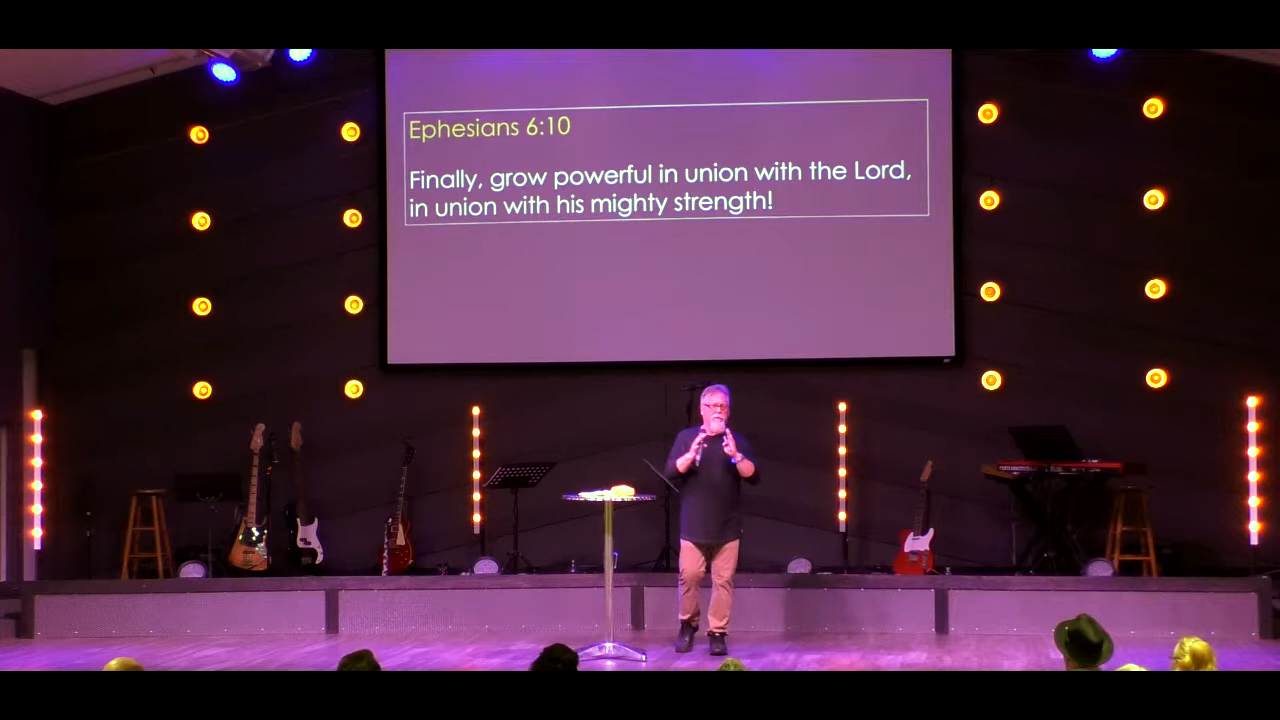 Ephesians 6:10
Finally, grow powerful in union with the Lord,
in union with his mighty strength!